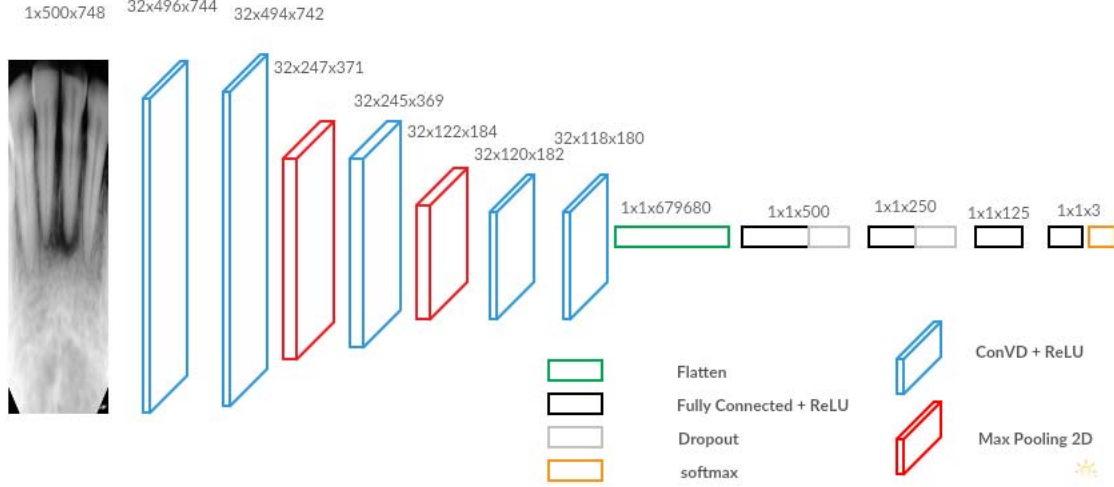 1x500x748
32x496x744
32x494x742
32x247x371
32x245x369
32x122x184
32x120x182
32x118x180
1x1x679680
1x1x500
1x1x250
1x1x125
1x1x3
Flatten
Fully Connected + ReLU
Dropout
softmax
ConVD + ReLU
Max Pooling 2D